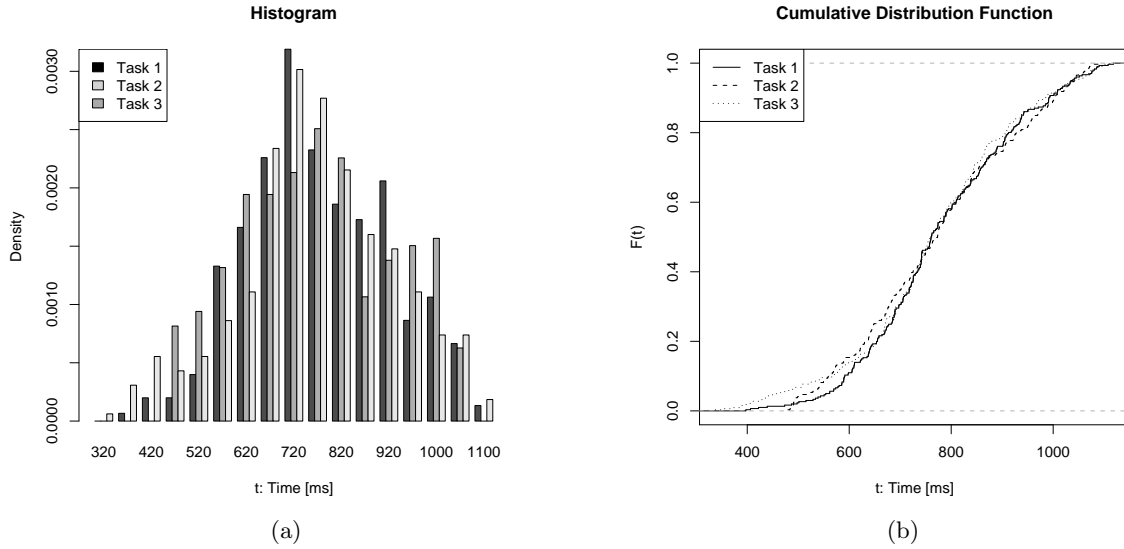 Histogram
Task 1
Task 2
Task 3
Density
0.0000 0.0010 0.0020 0.0030
320 420 520 620 720 820 920 1000 1100
t: Time [ms]
(a)
Cumulative Distribution Function
Task 1
Task 2
Task 3
F(t)
0.0 0.2 0.4 0.6 0.8 1.0
400 600 800 1000
t: Time [ms]
(b)